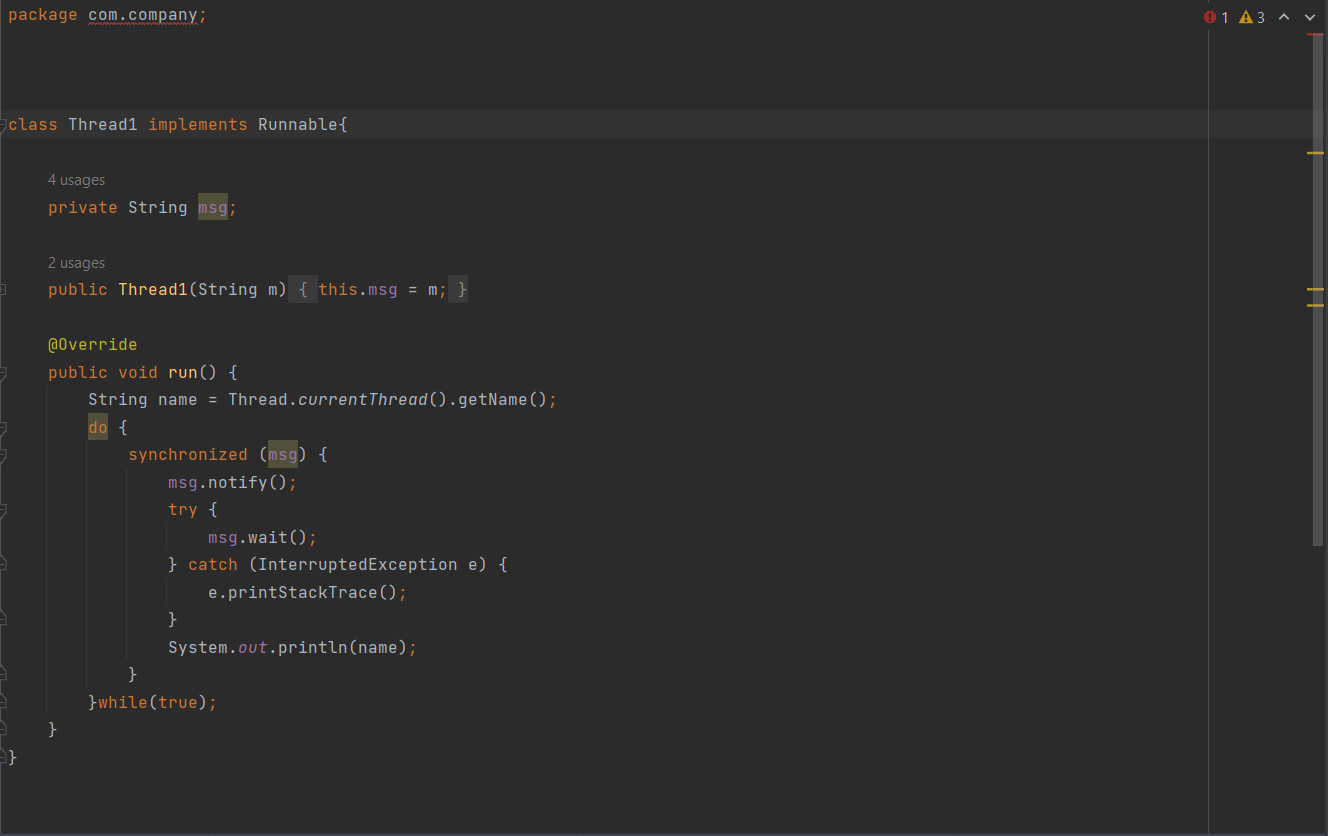 package com.company;
1 3
class Thread1 implements Runnable{
4 usages
private String msg;
2 usages
public Thread1(String m) { this.msg = m; }
@Override
public void run() {
String name = Thread.currentThread().getName();
do {
synchronized (msg) {
msg.notify();
try {
msg.wait();
} catch (InterruptedException e) {
e.printStackTrace();
}
System.out.println(name);
}
}while(true);
}
}